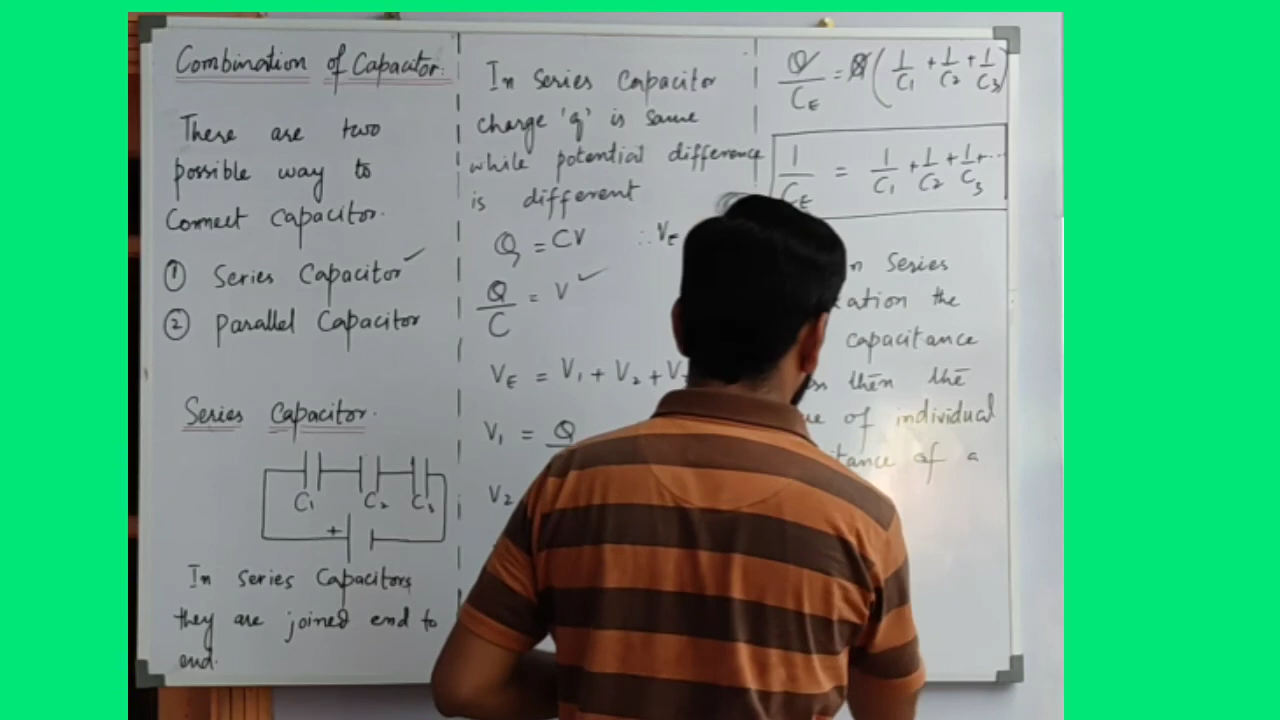 Combination of Capacitor.
There are two
possible way to
Connect Capacitor.
① Series Capacitor ✓
② Parallel Capacitor
Series Capacitor.
C1 C2 C3
+
In series Capacitors
they are joined end to
end.
In Series Capacitor
charge 'q' is same
while potential difference
is different
Q = CV ∴ VE
Q/C = V ✓
VE = V1 + V2 +
V1 = Q
V2
Q/CE = Q(1/C1 + 1/C2 + 1/C3)
1/CE = 1/C1 + 1/C2 + 1/C3 + ...
Series
the
capacitance
then the
of individual
of a